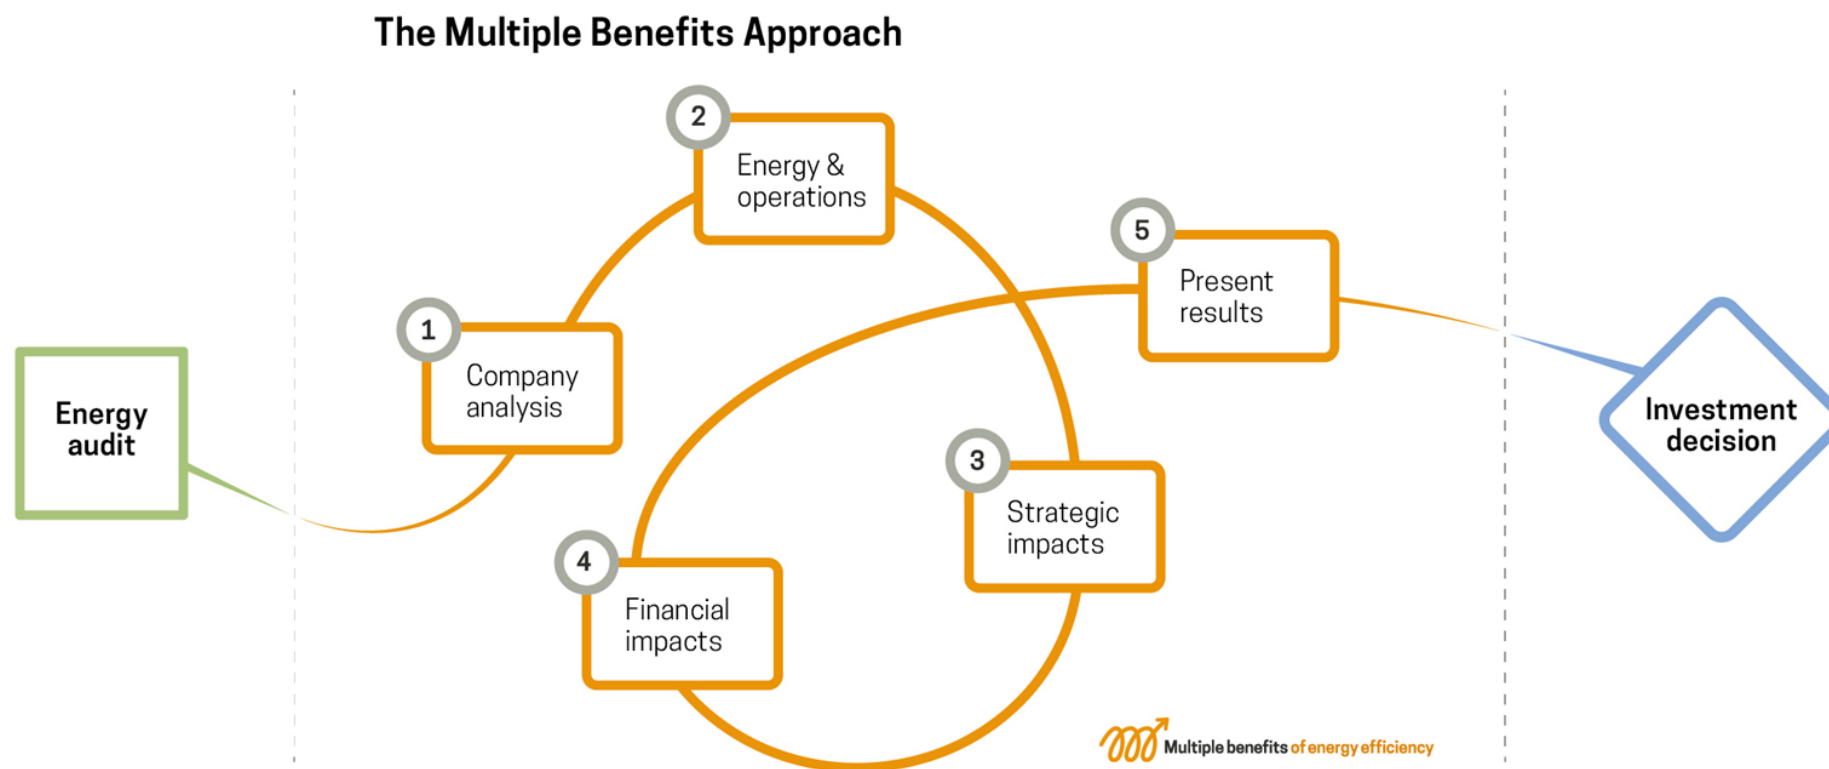 The Multiple Benefits Approach
Energy
audit
1
Company
analysis
2
Energy &
operations
3
Strategic
impacts
4
Financial
impacts
5
Present
results
Investment
decision
Multiple benefits of energy efficiency